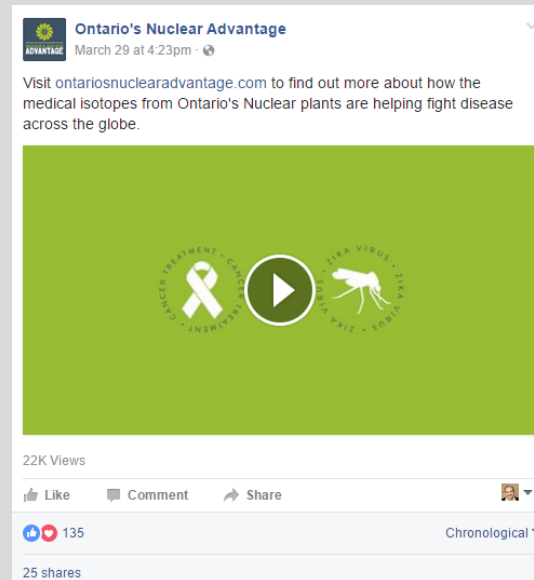 Ontario's Nuclear Advantage
ADVANTAGE
March 29 at 4:23pm ·
Visit ontariosnuclearadvantage.com to find out more about how the
medical isotopes from Ontario's Nuclear plants are helping fight disease
across the globe.
CANCER TREATMENT · CANCER TREATMENT ·
ZIKA VIRUS · ZIKA VIRUS · ZIKA VIRUS ·
22K Views
Like Comment Share
135 Chronological
25 shares